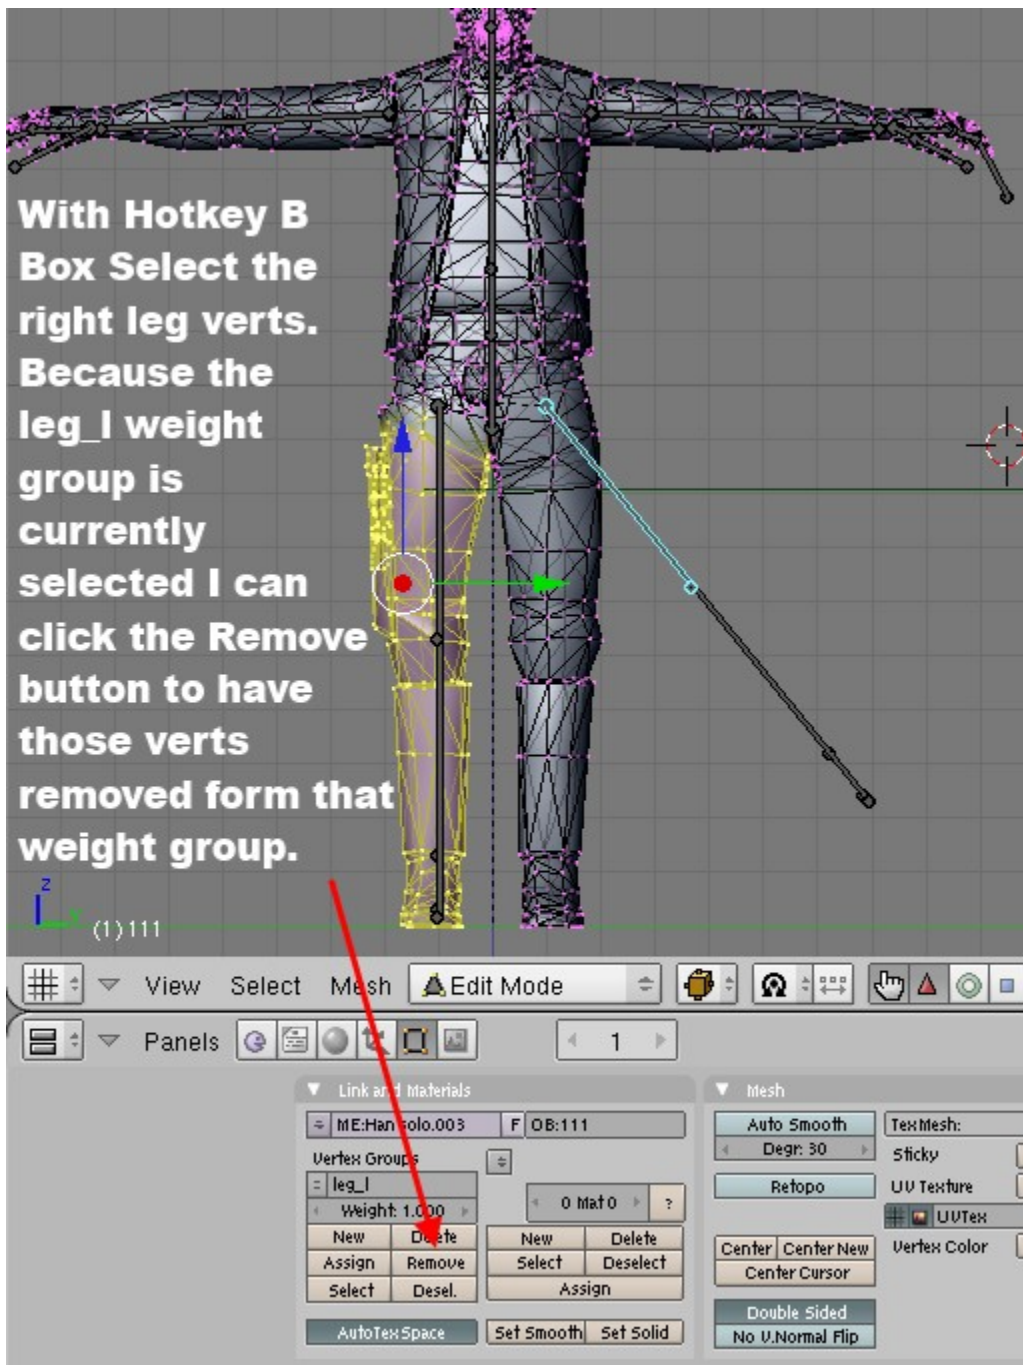 With Hotkey B
Box Select the
right leg verts.
Because the
leg_l weight
group is
currently
selected I can
click the Remove
button to have
those verts
removed form that
weight group.
z
(1) 111
View Select Mesh Edit Mode
Panels 1
Link and Materials
ME:Han solo.003 F OB:111
Vertex Groups
leg_l
Weight: 1.000
0 Mat 0 ?
New Delete New Delete
Assign Remove Select Deselect
Select Desel. Assign
AutoTexSpace Set Smooth Set Solid
Mesh
Auto Smooth TexMesh:
Degr: 30 Sticky
Retopo UV Texture
UVTex
Center Center New Vertex Color
Center Cursor
Double Sided
No V.Normal Flip